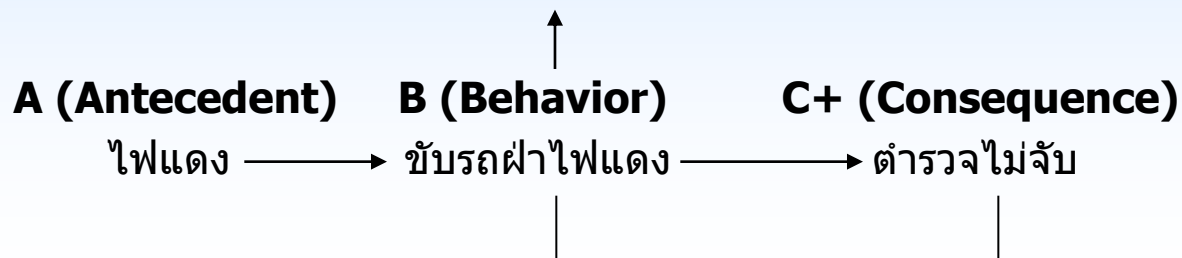 A (Antecedent) B (Behavior) C+ (Consequence)
ไฟแดง ขับรถฝ่าไฟแดง ตำรวจไม่จับ